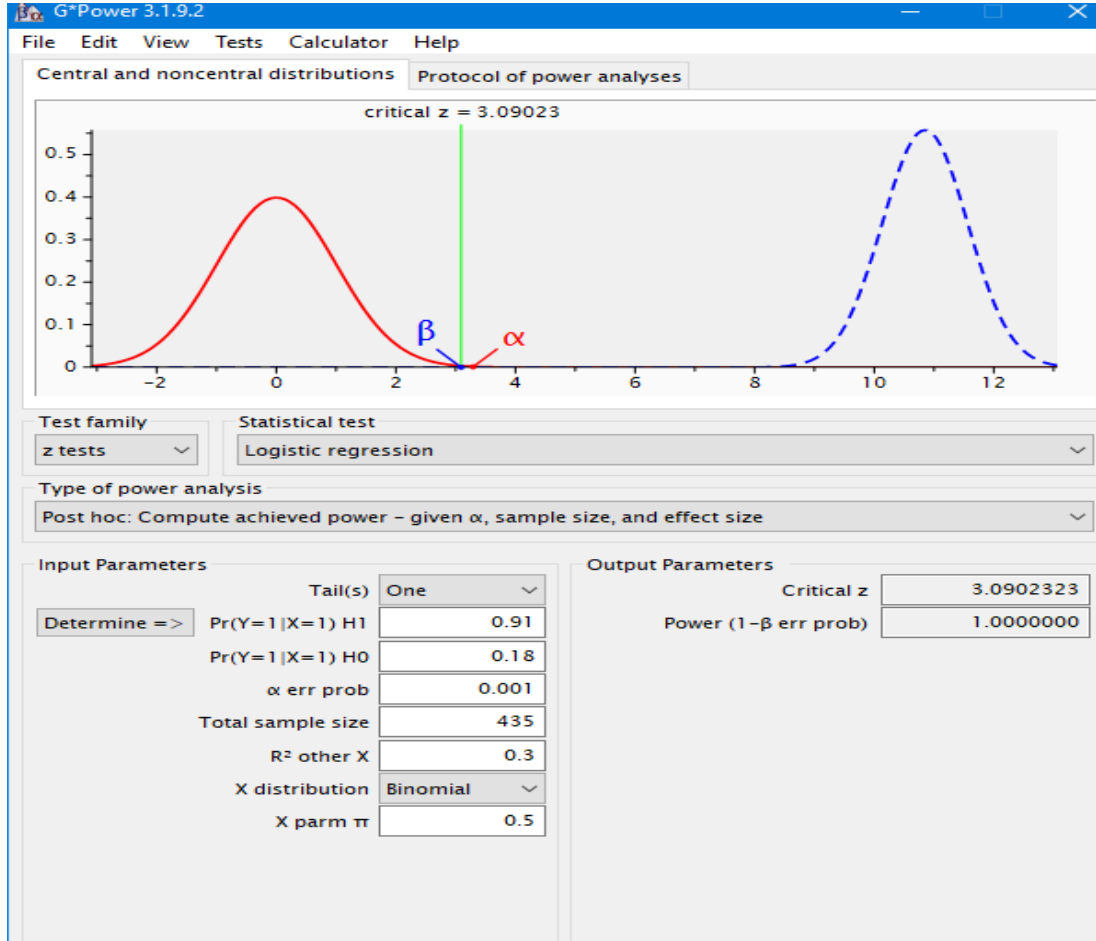 G*Power 3.1.9.2
File Edit View Tests Calculator Help
Central and noncentral distributions Protocol of power analyses
critical z = 3.09023
0.5
0.4
0.3
0.2
0.1
0
β α
-2 0 2 4 6 8 10 12
Test family Statistical test
z tests Logistic regression
Type of power analysis
Post hoc: Compute achieved power – given α, sample size, and effect size
Input Parameters Output Parameters
Tail(s) One Critical z 3.0902323
Determine => Pr(Y=1|X=1) H1 0.91 Power (1-β err prob) 1.0000000
Pr(Y=1|X=1) H0 0.18
α err prob 0.001
Total sample size 435
R² other X 0.3
X distribution Binomial
X parm π 0.5